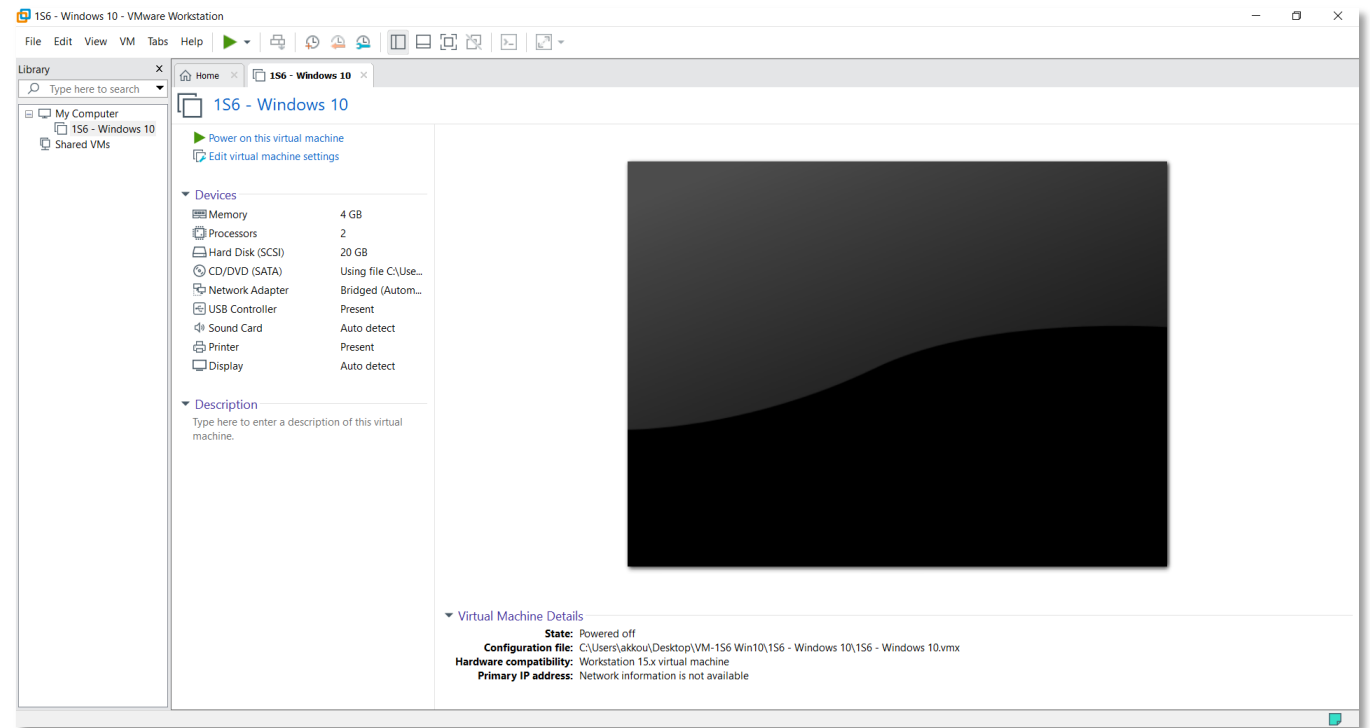 1S6 - Windows 10 - VMware Workstation
File Edit View VM Tabs Help
Library
Type here to search
My Computer
1S6 - Windows 10
Shared VMs
Home
1S6 - Windows 10
1S6 - Windows 10
Power on this virtual machine
Edit virtual machine settings
Devices
Memory 4 GB
Processors 2
Hard Disk (SCSI) 20 GB
CD/DVD (SATA) Using file C:\Use...
Network Adapter Bridged (Autom...
USB Controller Present
Sound Card Auto detect
Printer Present
Display Auto detect
Description
Type here to enter a description of this virtual
machine.
Virtual Machine Details
State: Powered off
Configuration file: C:\Users\akkou\Desktop\VM-1S6 Win10\1S6 - Windows 10\1S6 - Windows 10.vmx
Hardware compatibility: Workstation 15.x virtual machine
Primary IP address: Network information is not available